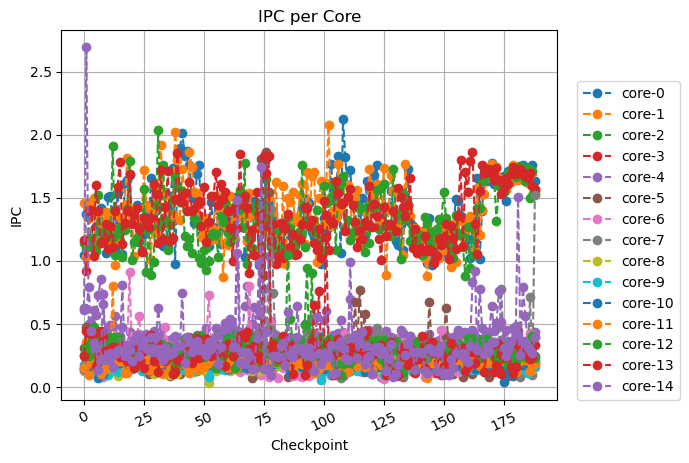 IPC per Core
IPC
2.5
2.0
1.5
1.0
0.5
0.0
0
25
50
75
100
125
150
175
Checkpoint
core-0
core-1
core-2
core-3
core-4
core-5
core-6
core-7
core-8
core-9
core-10
core-11
core-12
core-13
core-14